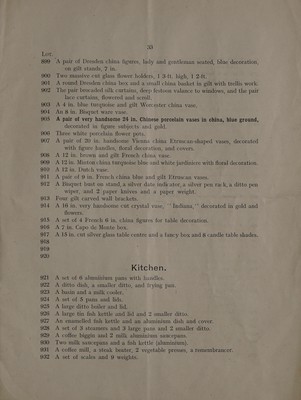 39
Lot.
899 A pair of Dresden china figures, lady and gentleman seated, blue decoration
on gilt stands, 7 in.
900 Two massive cut glass flower holders, 1 3-ft. high, 1 2-ft.
901 A round Dresden china box and a small china basket in gilt with trellis work.
902 The pair brocaded silk curtains, deep festoon valance to windows, and the pair
lace curtains, flowered and scroll.
903 A 4 in. blue turquoise and gilt Worcester china vase.
904 An 8 in. Bisquet ware vase.
905 A pair of very handsome 24 in. Chinese porcelain vases in china, blue ground,
decorated in figure subjects and gold.
906 Three white porcelain flower pots.
907 A pair of 20 in. handsome Vienna china Etruscan-shaped vases, decorated
with figure handles, floral decoration, and covers.
908 A 12 in. brown and gilt French china vase.
909 A 12 in. Minton china turquoise blue and white jardiniere with floral decoration.
910 A 12 in. Dutch vase.
911 A pair of 9 in. French china blue and gilt Etruscan vases.
912 A Bisquet boat on stand, a silver date indicator, a silver pen rack, a ditto pen
wiper, and 2 paper knives and a paper weight.
913 Four gilt carved wall brackets.
914 A 16 in. very handsome cut crystal vase, "Indiana," decorated in gold and
flowers.
915 A set of 4 French 6 in. china figures for table decoration.
916 A 7 in. Capo de Monte box.
917 A 15 in. cut silver glass table centre and a fancy box and 8 candle table shades.
918
919
920
Kitchen.
921 A set of 6 aluminium pans with handles.
922 A ditto dish, a smaller ditto, and frying pan.
923 A basin and a milk cooler.
924 A set of 5 pans and lid.
925 A large ditto boiler and lid.
926 A large tin fish kettle and lid and 2 smaller ditto.
927 An enamelled fish kettle and an aluminium dish and cover.
928 A set of 3 steamers and 3 large pans and 2 smaller ditto.
929 A coffee biggin and 2 milk aluminium saucepans.
930 Two milk saucepans and a fish kettle (aluminium).
931 A coffee mill, a steak beater, 2 vegetable presses, a remembrancer.
932 A set of scales and 9 weights.